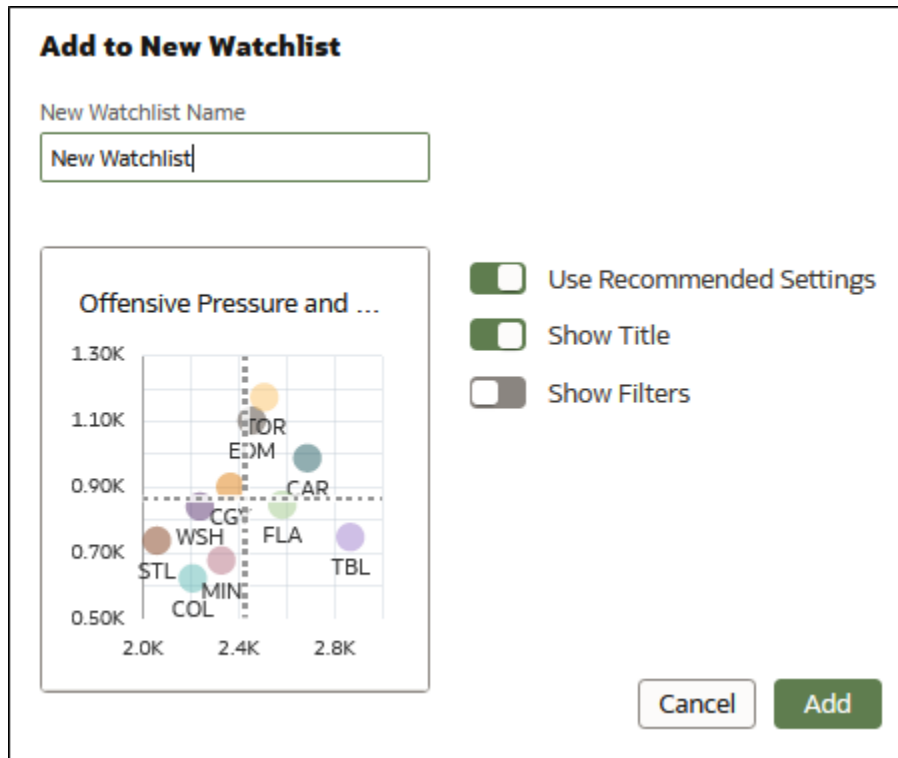 Add to New Watchlist
New Watchlist Name
New Watchlist
Offensive Pressure and ...
1.30K
1.10K
0.90K
0.70K
0.50K
TOR
EDM
CAR
CGY
WSH
FLA
STL
TBL
MIN
COL
2.0K
2.4K
2.8K
Use Recommended Settings
Show Title
Show Filters
Cancel
Add